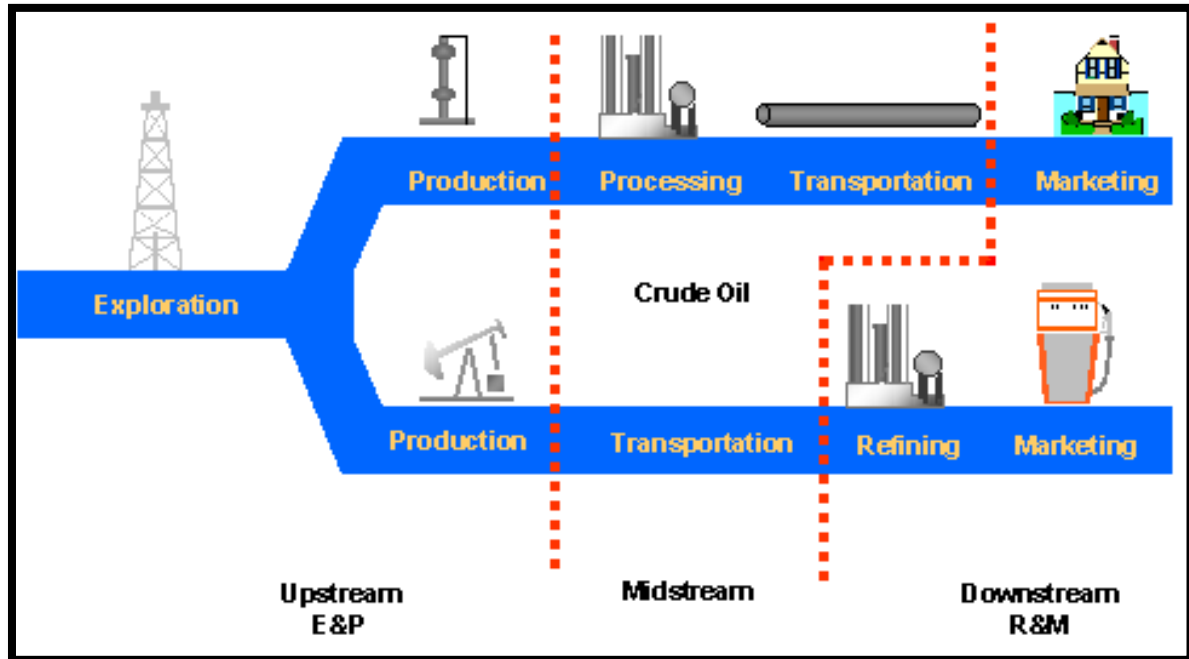 Production
Processing
Transportation
Marketing
Exploration
Crude Oil
Production
Transportation
Refining
Marketing
Upstream
E&P
Midstream
Downstream
R&M